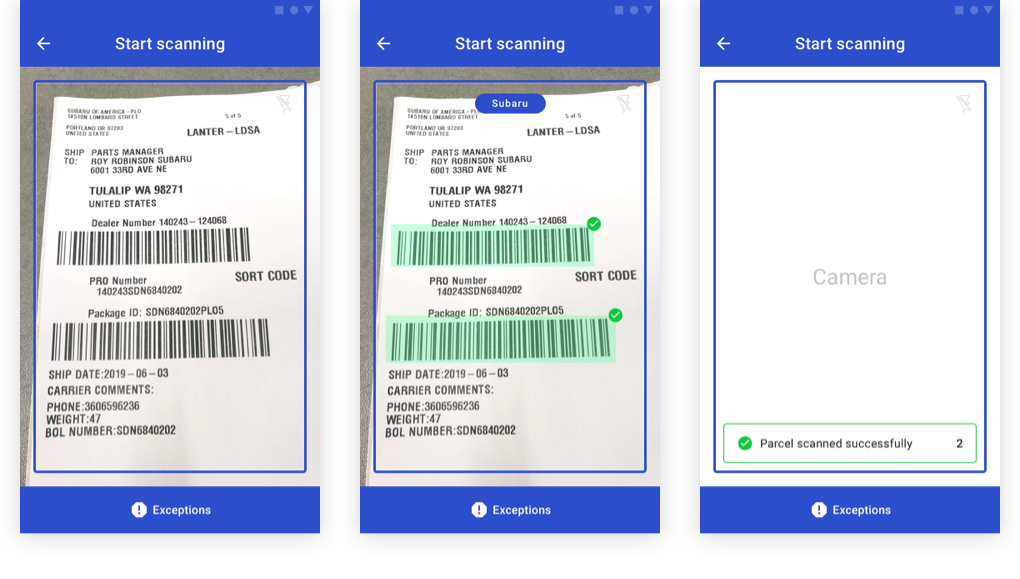 Start scanning
SUBARU OF AMERICA-PLO
14510N LOMBARD STREET
5 of 5
PORTLAND OR 97203
UNITED STATES
LANTER-LDSA
SHIP TO:
PARTS MANAGER
ROY ROBINSON SUBARU
6001 33RD AVE NE
TULALIP WA 98271
UNITED STATES
Dealer Number 140243-124068
PRO Number
140243SDN6840202
SORT CODE
Package ID: SDN6840202PL05
SHIP DATE:2019-06-03
CARRIER COMMENTS:
PHONE:3606596236
WEIGHT:47
BOL NUMBER:SDN6840202
Exceptions
Start scanning
Subaru
SUBARU OF AMERICA-PL
14510N LOMBARD STREET
5 of 5
PORTLAND OR 97203
UNITED STATES
LANTER-LDSA
SHIP TO:
PARTS MANAGER
ROY ROBINSON SUBARU
6001 33RD AVE NE
TULALIP WA 98271
UNITED STATES
Dealer Number 140243-124068
PRO Number
140243SDN6840202
SORT CODE
Package ID: SDN6840202PL05
SHIP DATE:2019-06-03
CARRIER COMMENTS:
PHONE:3606596236
WEIGHT:47
BOL NUMBER:SDN6840202
Exceptions
Start scanning
Camera
Parcel scanned successfully 2
Exceptions